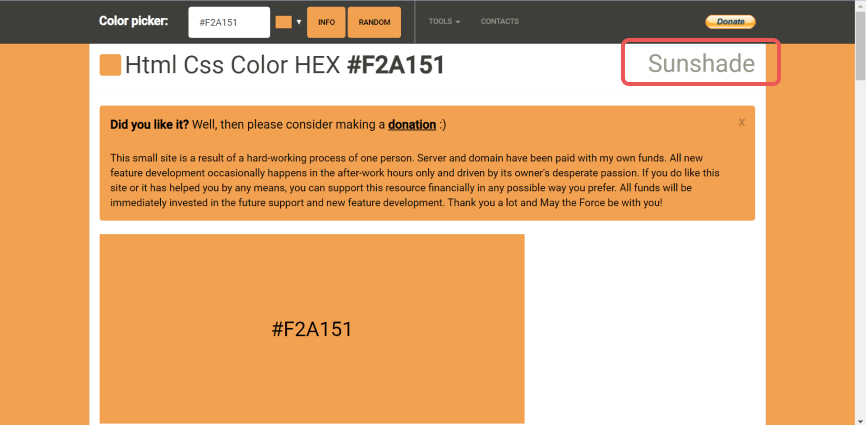 Color picker: #F2A151 ▼ INFO RANDOM TOOLS CONTACTS Donate
Html Css Color HEX #F2A151 Sunshade
Did you like it? Well, then please consider making a donation :) x
This small site is a result of a hard-working process of one person. Server and domain have been paid with my own funds. All new
feature development occasionally happens in the after-work hours only and driven by its owner's desperate passion. If you do like this
site or it has helped you by any means, you can support this resource financially in any possible way you prefer. All funds will be
immediately invested in the future support and new feature development. Thank you a lot and May the Force be with you!
#F2A151